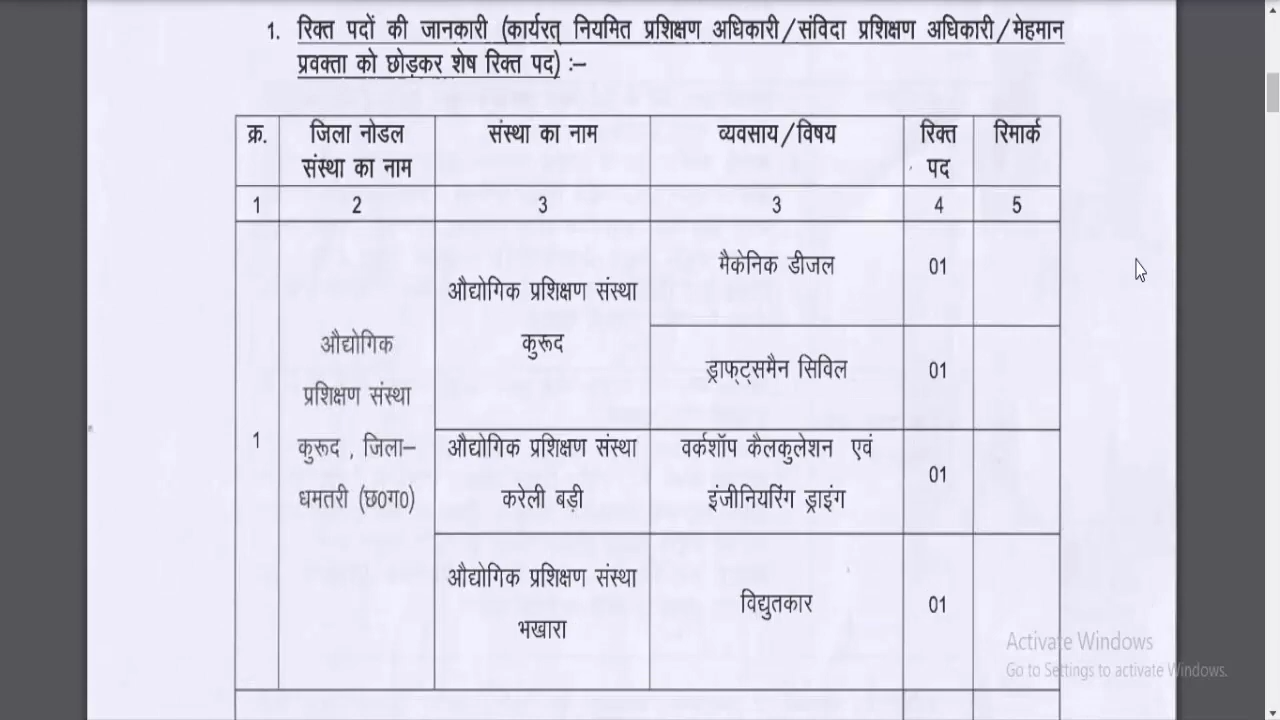 1. रिक्त पदों की जानकारी (कार्यरत् नियमित प्रशिक्षण अधिकारी/संविदा प्रशिक्षण अधिकारी/मेहमान
प्रवक्ता को छोड़कर शेष रिक्त पद) :–
क्र. जिला नोडल संस्था का नाम संस्था का नाम व्यवसाय/विषय रिक्त पद रिमार्क
1 2 3 3 4 5
1
औद्योगिक
प्रशिक्षण संस्था
कुरूद , जिला–
धमतरी (छ0ग0)
औद्योगिक प्रशिक्षण संस्था
कुरूद
मैकेनिक डीजल 01
ड्राफ्ट्समैन सिविल 01
औद्योगिक प्रशिक्षण संस्था
करेली बड़ी
वर्कशॉप कैलकुलेशन एवं
इंजीनियरिंग ड्राइंग
01
औद्योगिक प्रशिक्षण संस्था
भखारा
विद्युतकार 01
Activate Windows
Go to Settings to activate Windows.